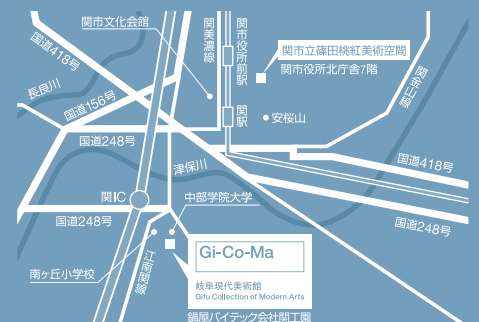 関市文化会館
国道418号
関美濃線
関市役所前駅
関市立篠田桃紅美術空間
関市役所北庁舎7階
関金山線
長良川
国道156号
関駅
安桜山
国道248号
津保川
国道418号
関IC
中部学院大学
国道248号
国道248号
Gi-Co-Ma
岐阜現代美術館
Gifu Collection of Modern Arts
鍋屋バイテック会社関工園
南ヶ丘小学校
江南関線